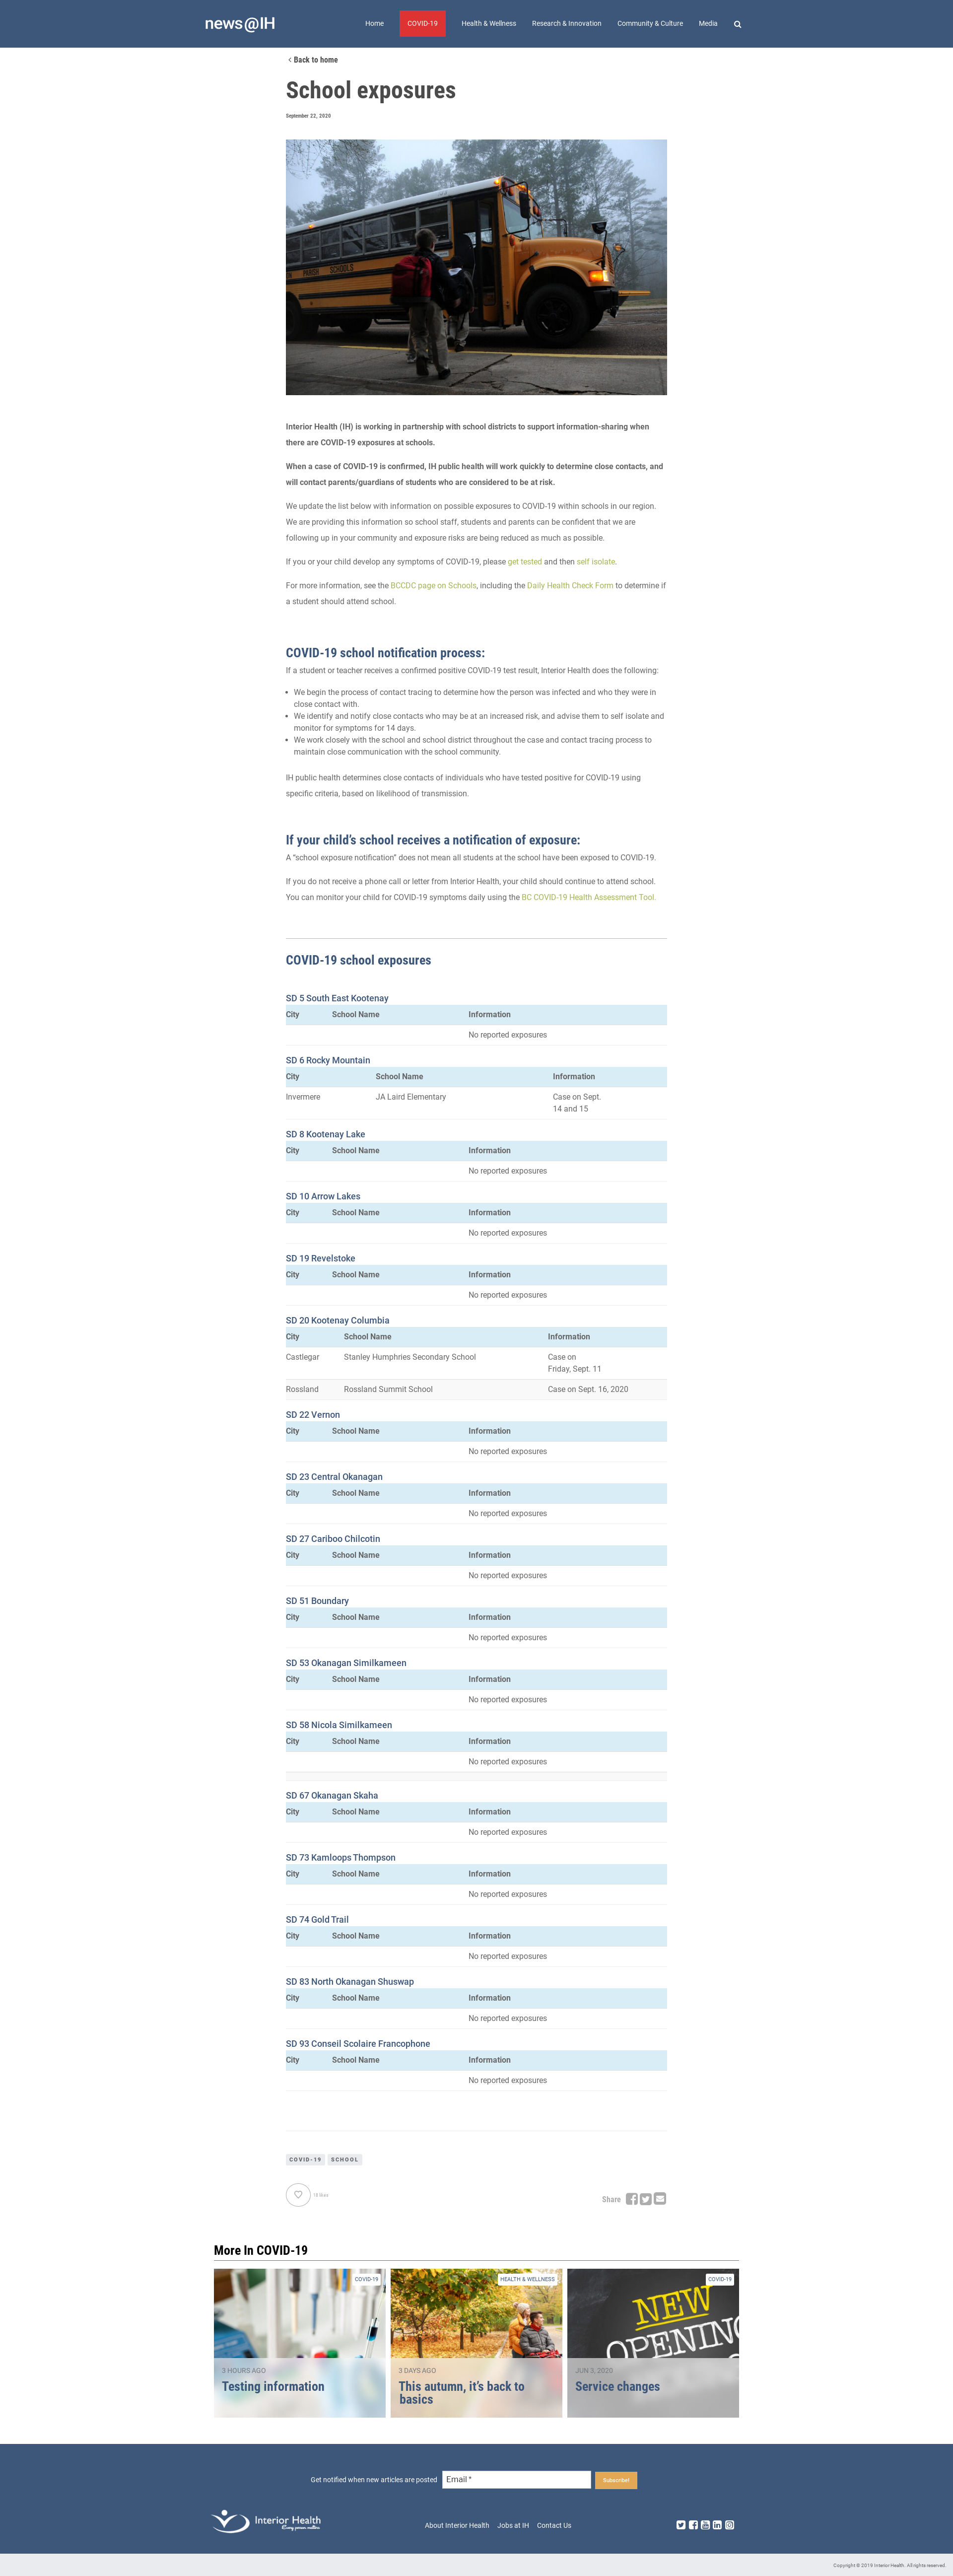 news@IH
Home COVID-19 Health & Wellness Research & Innovation Community & Culture Media
Back to home
School exposures
September 22, 2020
PARISH SCHOOLS
Interior Health (IH) is working in partnership with school districts to support information-sharing when
there are COVID-19 exposures at schools.
When a case of COVID-19 is confirmed, IH public health will work quickly to determine close contacts, and
will contact parents/guardians of students who are considered to be at risk.
We update the list below with information on possible exposures to COVID-19 within schools in our region.
We are providing this information so school staff, students and parents can be confident that we are
following up in your community and exposure risks are being reduced as much as possible.
If you or your child develop any symptoms of COVID-19, please get tested and then self isolate.
For more information, see the BCCDC page on Schools, including the Daily Health Check Form to determine if
a student should attend school.
COVID-19 school notification process:
If a student or teacher receives a confirmed positive COVID-19 test result, Interior Health does the following:
• We begin the process of contact tracing to determine how the person was infected and who they were in
close contact with.
• We identify and notify close contacts who may be at an increased risk, and advise them to self isolate and
monitor for symptoms for 14 days.
• We work closely with the school and school district throughout the case and contact tracing process to
maintain close communication with the school community.
IH public health determines close contacts of individuals who have tested positive for COVID-19 using
specific criteria, based on likelihood of transmission.
If your child’s school receives a notification of exposure:
A “school exposure notification” does not mean all students at the school have been exposed to COVID-19.
If you do not receive a phone call or letter from Interior Health, your child should continue to attend school.
You can monitor your child for COVID-19 symptoms daily using the BC COVID-19 Health Assessment Tool.
COVID-19 school exposures
SD 5 South East Kootenay
City School Name Information
No reported exposures
SD 6 Rocky Mountain
City School Name Information
Invermere JA Laird Elementary Case on Sept.
14 and 15
SD 8 Kootenay Lake
City School Name Information
No reported exposures
SD 10 Arrow Lakes
City School Name Information
No reported exposures
SD 19 Revelstoke
City School Name Information
No reported exposures
SD 20 Kootenay Columbia
City School Name Information
Castlegar Stanley Humphries Secondary School Case on
Friday, Sept. 11
Rossland Rossland Summit School Case on Sept. 16, 2020
SD 22 Vernon
City School Name Information
No reported exposures
SD 23 Central Okanagan
City School Name Information
No reported exposures
SD 27 Cariboo Chilcotin
City School Name Information
No reported exposures
SD 51 Boundary
City School Name Information
No reported exposures
SD 53 Okanagan Similkameen
City School Name Information
No reported exposures
SD 58 Nicola Similkameen
City School Name Information
No reported exposures
SD 67 Okanagan Skaha
City School Name Information
No reported exposures
SD 73 Kamloops Thompson
City School Name Information
No reported exposures
SD 74 Gold Trail
City School Name Information
No reported exposures
SD 83 North Okanagan Shuswap
City School Name Information
No reported exposures
SD 93 Conseil Scolaire Francophone
City School Name Information
No reported exposures
COVID-19 SCHOOL
likes
Share
More In COVID-19
COVID-19
3 HOURS AGO
Testing information
HEALTH & WELLNESS
3 DAYS AGO
This autumn, it’s back to
basics
COVID-19
NEW
OPENING
JUN 3, 2020
Service changes
Get notified when new articles are posted Email * Subscribe!
Interior Health
Every person matters
About Interior Health Jobs at IH Contact Us
Copyright © 2019 Interior Health. All rights reserved.